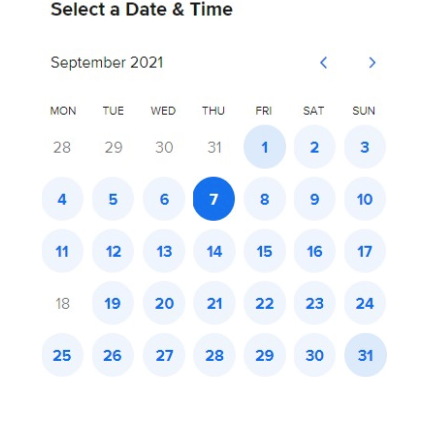 Select a Date & Time
September 2021 < >
MON TUE WED THU FRI SAT SUN
28 29 30 31 1 2 3
4 5 6 7 8 9 10
11 12 13 14 15 16 17
18 19 20 21 22 23 24
25 26 27 28 29 30 31